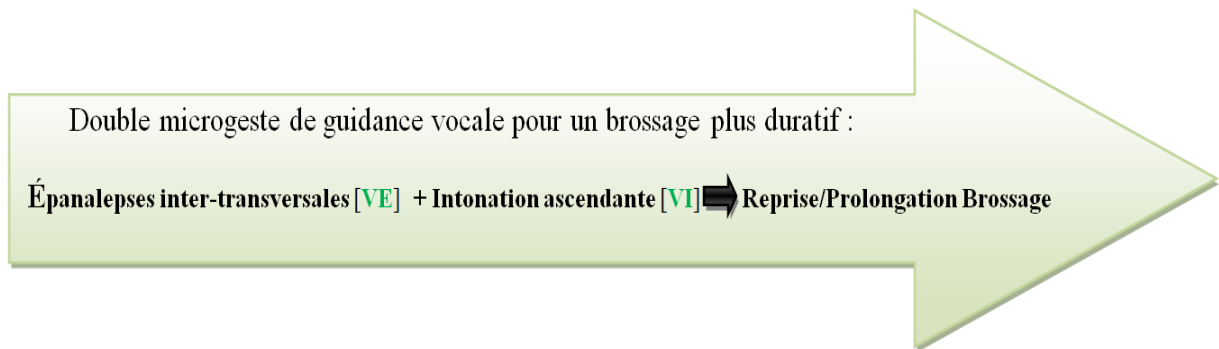 Double microgeste de guidance vocale pour un brossage plus duratif :
Épanalepses inter-transversales [VE] + Intonation ascendante [VI] Reprise/Prolongation Brossage